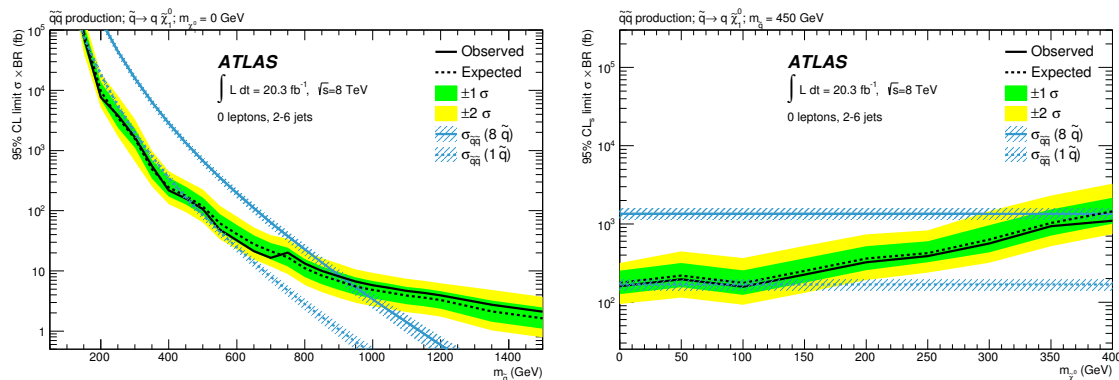 q̃q̃ production; q̃→ q χ̃₁⁰; m_χ̃⁰ = 0 GeV
95% CL limit σ × BR (fb)
10⁵
10⁴
10³
10²
10
1
ATLAS
∫ L dt = 20.3 fb⁻¹, √s=8 TeV
0 leptons, 2-6 jets
Observed
Expected
±1 σ
±2 σ
σ_q̃q̃ (8 q̃)
σ_q̃q̃ (1 q̃)
200 400 600 800 1000 1200 1400
m_q̃ (GeV)
q̃q̃ production; q̃→ q χ̃₁⁰; m_q̃ = 450 GeV
95% CLₛ limit σ × BR (fb)
10⁵
10⁴
10³
10²
ATLAS
∫ L dt = 20.3 fb⁻¹, √s=8 TeV
0 leptons, 2-6 jets
Observed
Expected
±1 σ
±2 σ
σ_q̃q̃ (8 q̃)
σ_q̃q̃ (1 q̃)
0 50 100 150 200 250 300 350 400
m_χ̃⁰ (GeV)